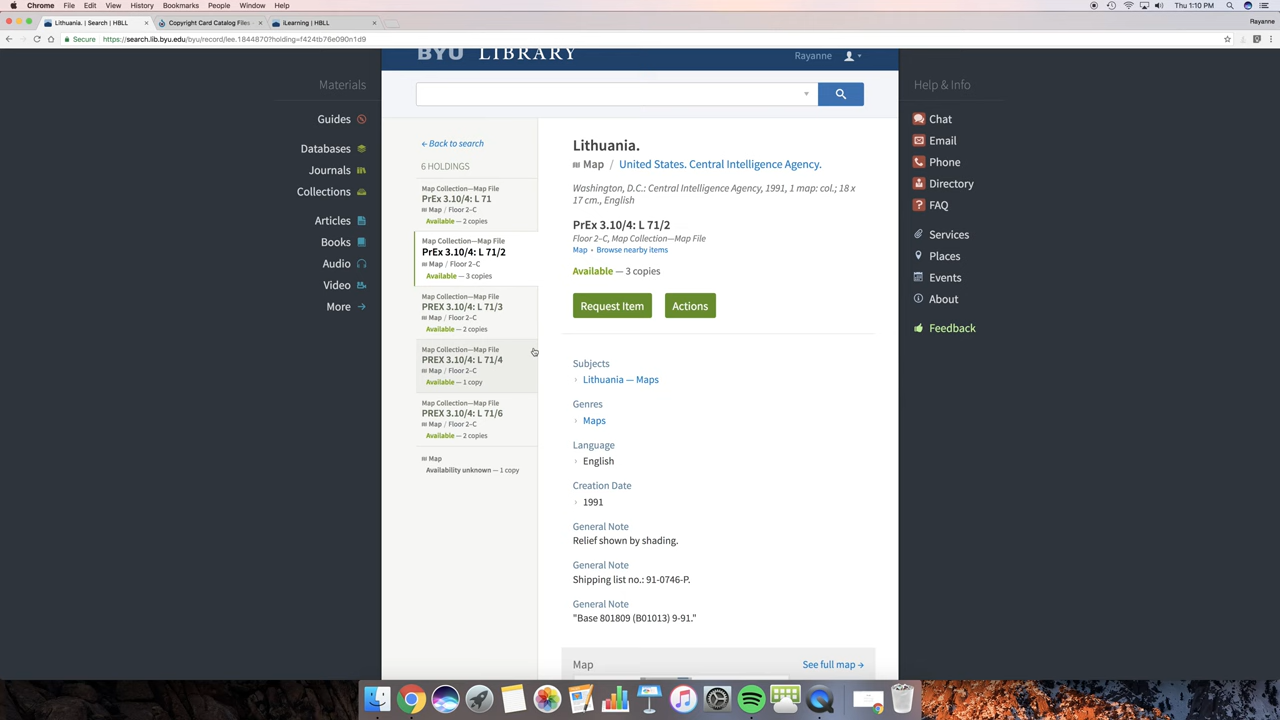 Chrome File Edit View History Bookmarks People Window Help
Thu 1:10 PM
Lithuania. | Search | HBLL ×
Copyright Card Catalog Files - ×
iLearning | HBLL ×
Rayanne
Secure https://search.lib.byu.edu/byu/record/lee.1844870?holding=f424tb76e090n1d9
BYU LIBRARY
Rayanne
Materials
Guides
Databases
Journals
Collections
Articles
Books
Audio
Video
More
← Back to search
6 HOLDINGS
Map Collection—Map File
PrEx 3.10/4: L 71
Map / Floor 2–C
Available — 2 copies
Map Collection—Map File
PrEx 3.10/4: L 71/2
Map / Floor 2–C
Available — 3 copies
Map Collection—Map File
PREX 3.10/4: L 71/3
Map / Floor 2–C
Available — 2 copies
Map Collection—Map File
PREX 3.10/4: L 71/4
Map / Floor 2–C
Available — 1 copy
Map Collection—Map File
PREX 3.10/4: L 71/6
Map / Floor 2–C
Available — 2 copies
Map
Availability unknown — 1 copy
Lithuania.
Map / United States. Central Intelligence Agency.
Washington, D.C.: Central Intelligence Agency, 1991, 1 map: col.; 18 x
17 cm., English
PrEx 3.10/4: L 71/2
Floor 2–C, Map Collection—Map File
Map • Browse nearby items
Available — 3 copies
Request Item
Actions
Subjects
› Lithuania — Maps
Genres
› Maps
Language
› English
Creation Date
› 1991
General Note
Relief shown by shading.
General Note
Shipping list no.: 91-0746-P.
General Note
"Base 801809 (B01013) 9-91."
Map
See full map →
Help & Info
Chat
Email
Phone
Directory
FAQ
Services
Places
Events
About
Feedback